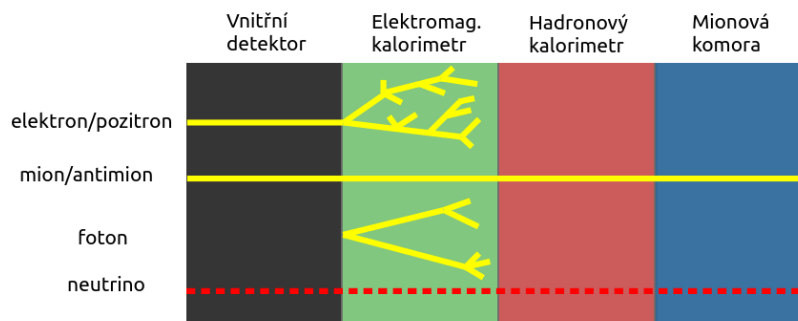 Vnitřní
detektor
Elektromag.
kalorimetr
Hadronový
kalorimetr
Mionová
komora
elektron/pozitron
mion/antimion
foton
neutrino